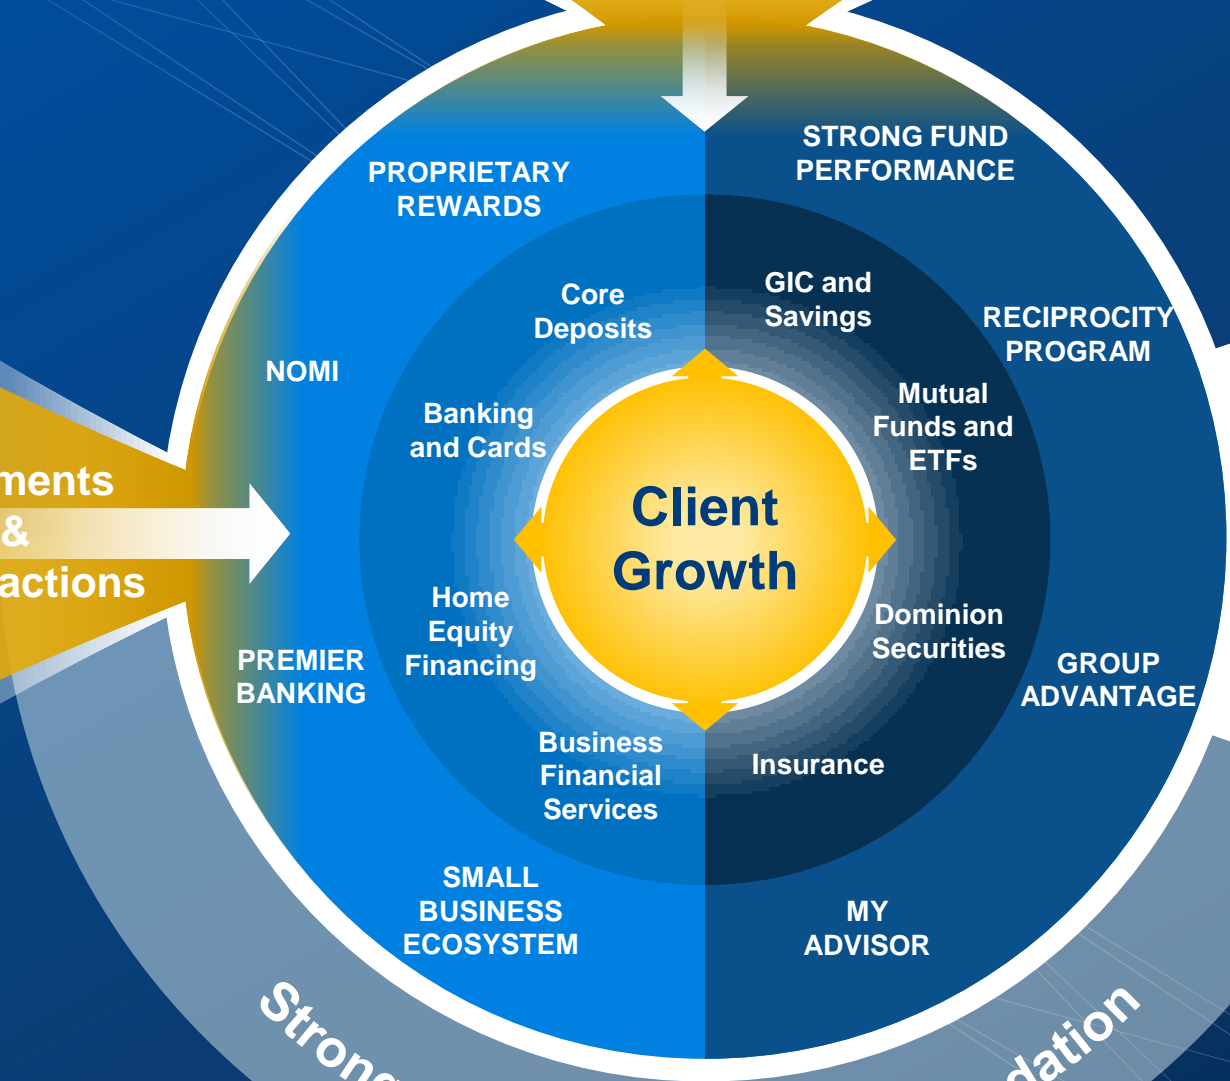 STRONG FUND
PERFORMANCE
PROPRIETARY
REWARDS
GIC and
Savings
Core
Deposits
RECIPROCITY
PROGRAM
NOMI
Mutual
Funds and
ETFs
Banking
and Cards
ments
&
actions
Client
Growth
Home
Equity
Financing
Dominion
Securities
PREMIER
BANKING
GROUP
ADVANTAGE
Business
Financial
Services
Insurance
SMALL
BUSINESS
ECOSYSTEM
MY
ADVISOR
Strong
dation